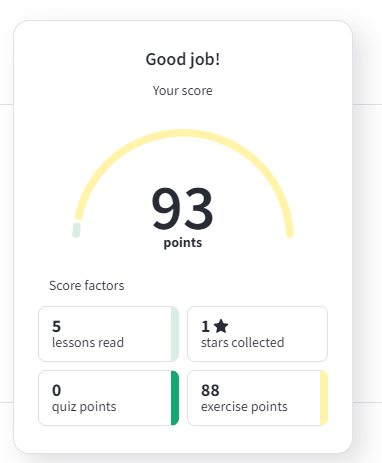 Good job!
Your score
93
points
Score factors
5
lessons read
1 ★
stars collected
0
quiz points
88
exercise points